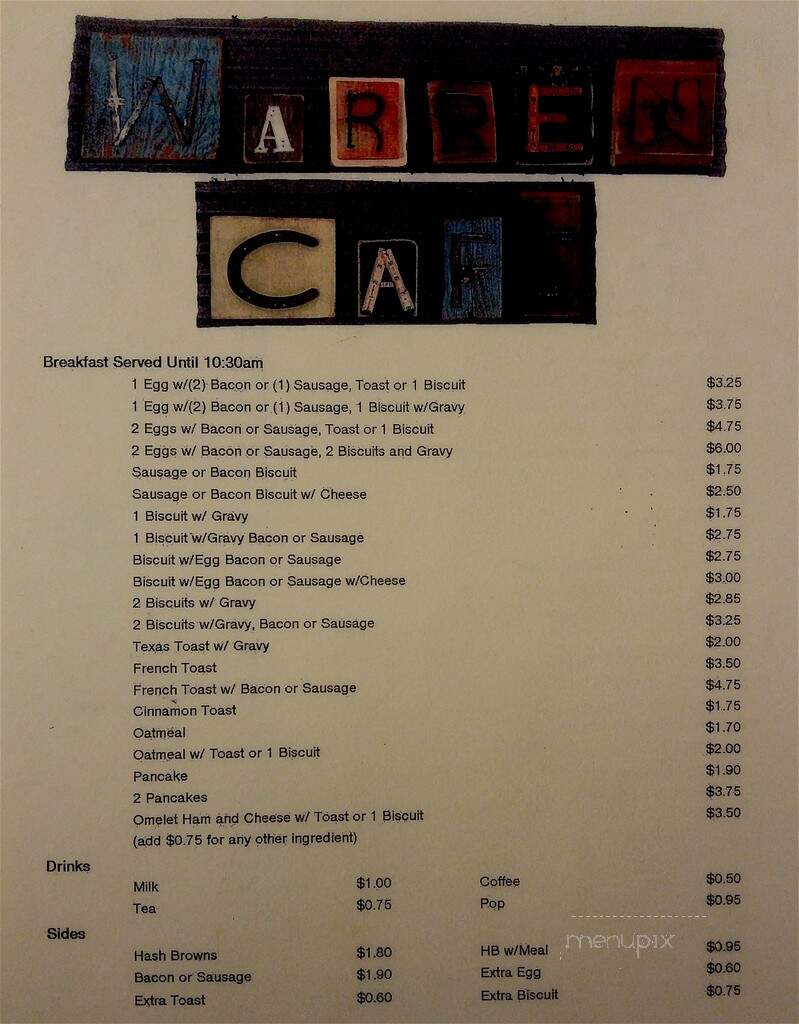 WARREN
CAFE
Breakfast Served Until 10:30am
1 Egg w/(2) Bacon or (1) Sausage, Toast or 1 Biscuit $3.25
1 Egg w/(2) Bacon or (1) Sausage, 1 Biscuit w/Gravy $3.75
2 Eggs w/ Bacon or Sausage, Toast or 1 Biscuit $4.75
2 Eggs w/ Bacon or Sausage, 2 Biscuits and Gravy $6.00
Sausage or Bacon Biscuit $1.75
Sausage or Bacon Biscuit w/ Cheese $2.50
1 Biscuit w/ Gravy $1.75
1 Biscuit w/Gravy Bacon or Sausage $2.75
Biscuit w/Egg Bacon or Sausage $2.75
Biscuit w/Egg Bacon or Sausage w/Cheese $3.00
2 Biscuits w/ Gravy $2.85
2 Biscuits w/Gravy, Bacon or Sausage $3.25
Texas Toast w/ Gravy $2.00
French Toast $3.50
French Toast w/ Bacon or Sausage $4.75
Cinnamon Toast $1.75
Oatmeal $1.70
Oatmeal w/ Toast or 1 Biscuit $2.00
Pancake $1.90
2 Pancakes $3.75
Omelet Ham and Cheese w/ Toast or 1 Biscuit $3.50
(add $0.75 for any other ingredient)
Drinks
Milk $1.00 Coffee $0.50
Tea $0.75 Pop $0.95
menupix
Sides
Hash Browns $1.80 HB w/Meal $0.95
Bacon or Sausage $1.90 Extra Egg $0.60
Extra Toast $0.60 Extra Biscuit $0.75